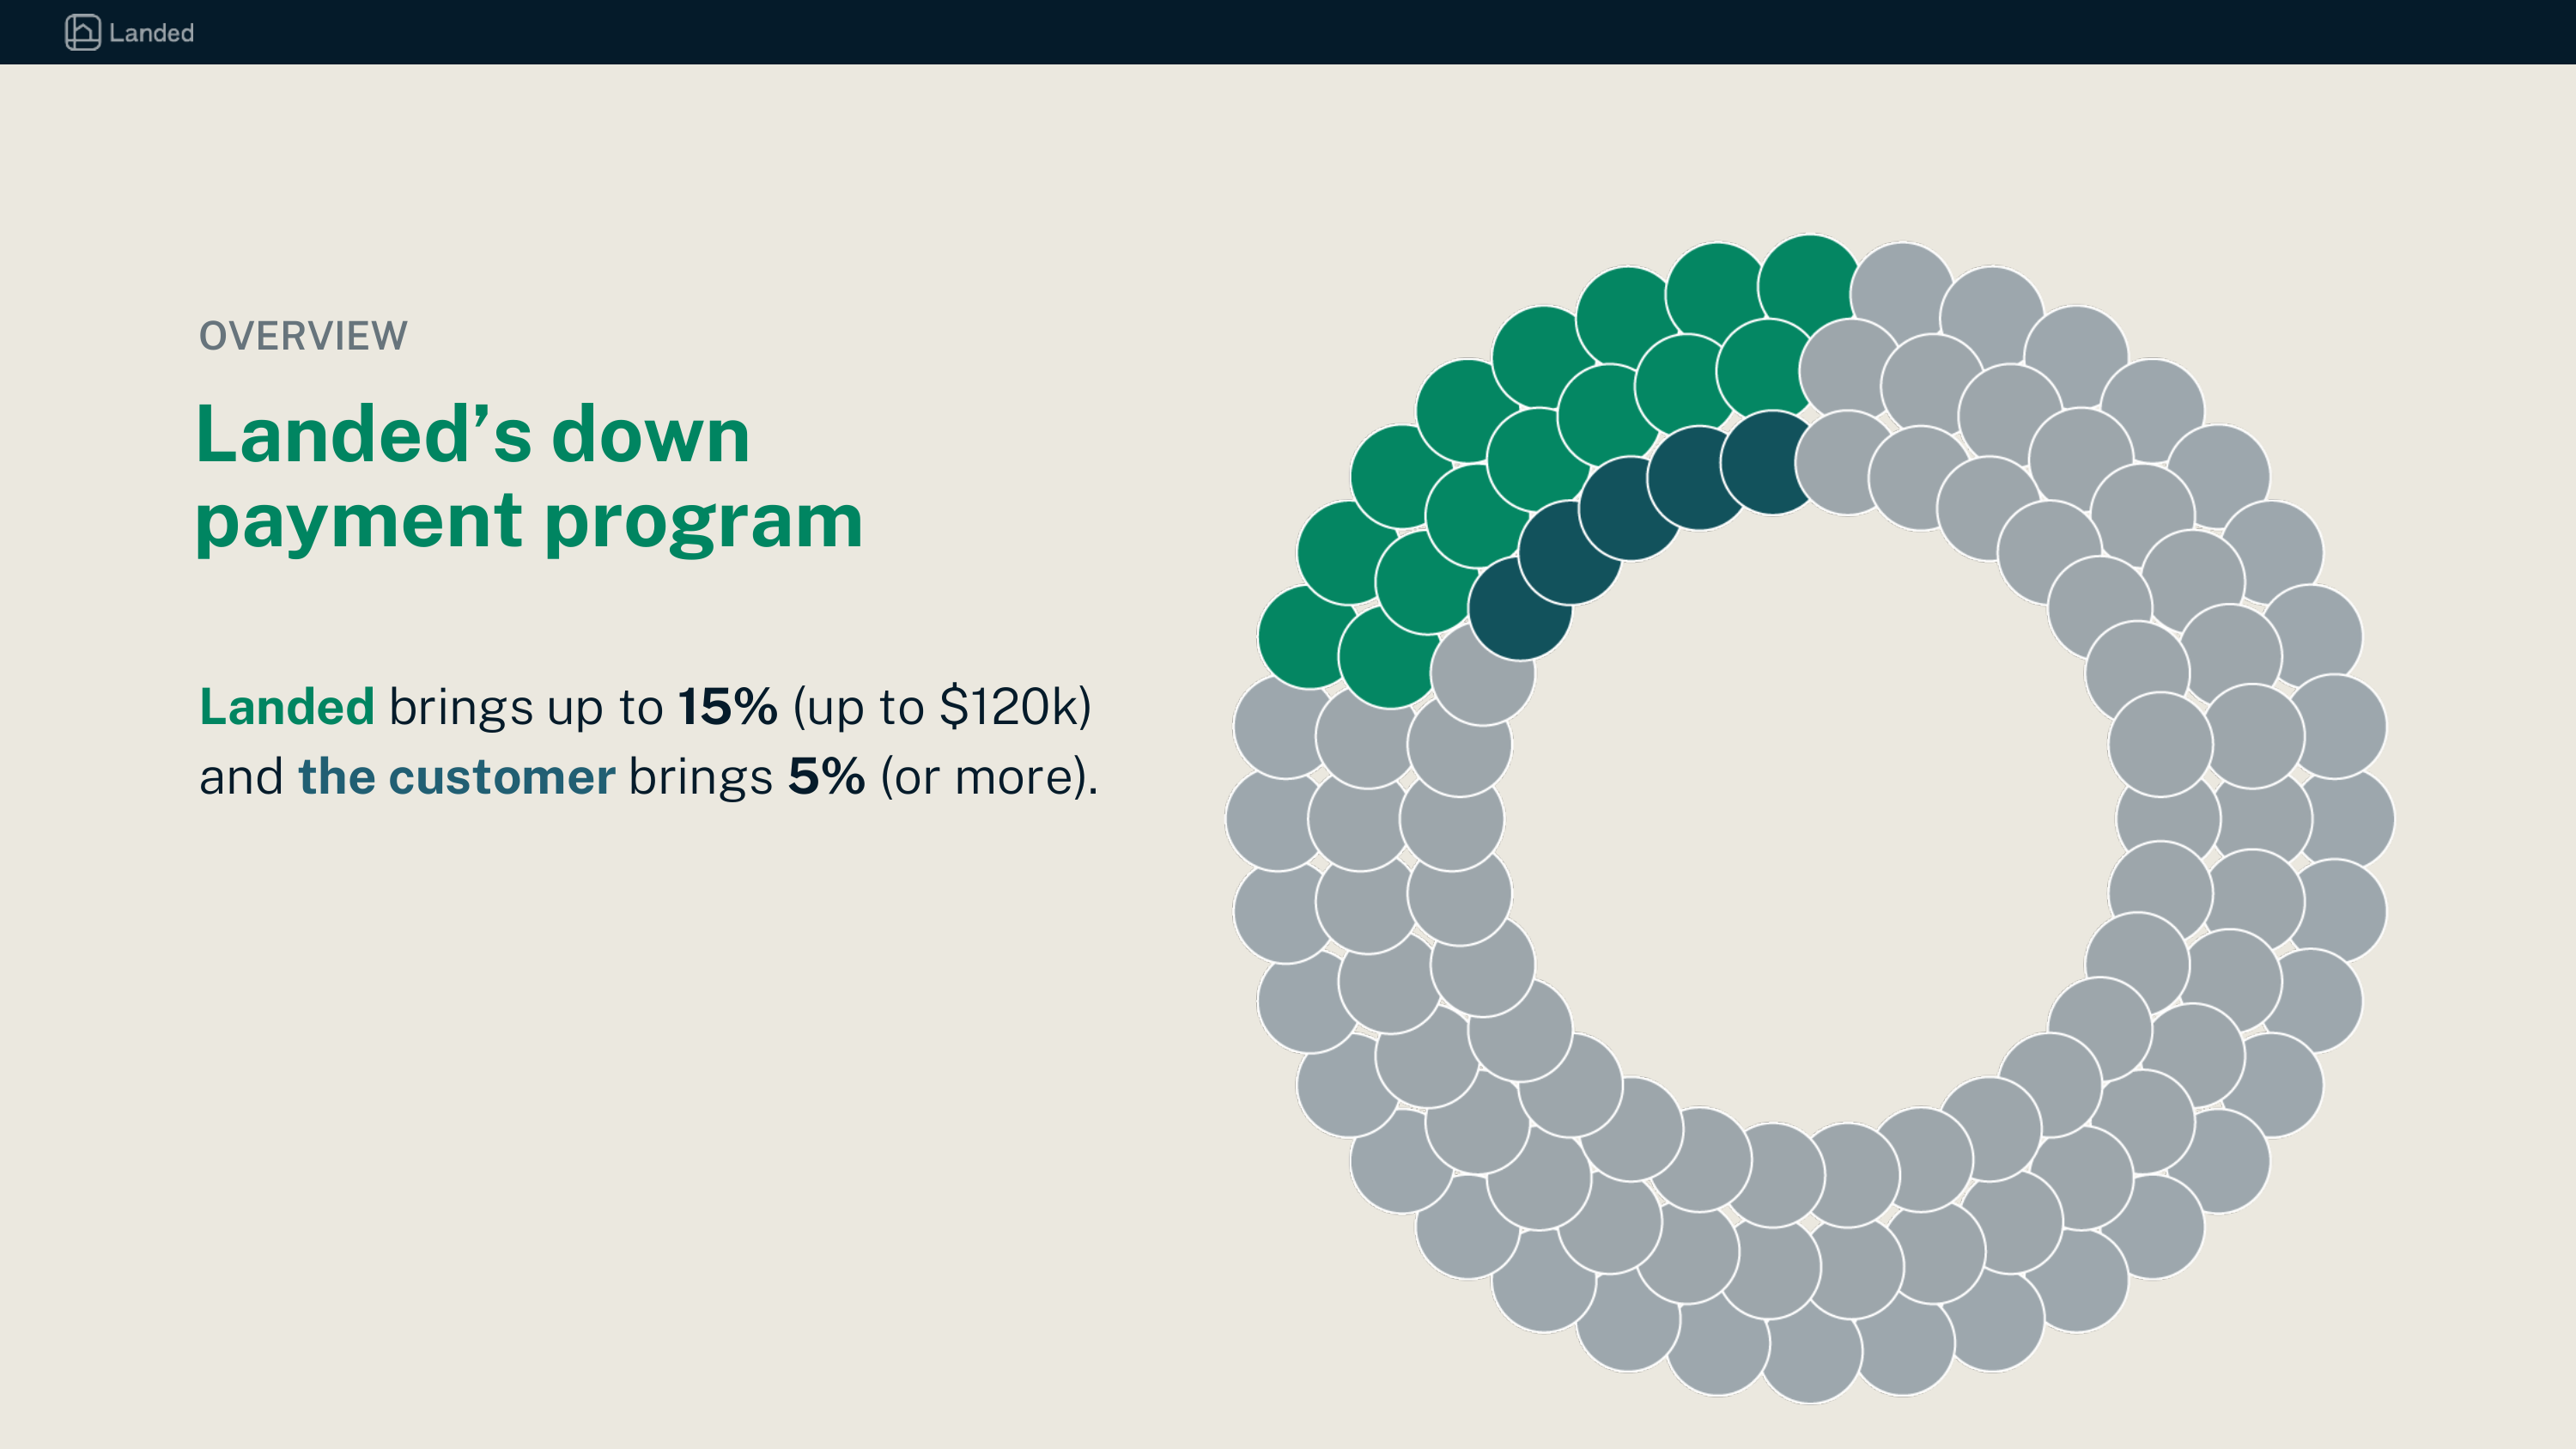 Landed
OVERVIEW
Landed’s down
payment program
Landed brings up to 15% (up to $120k)
and the customer brings 5% (or more).